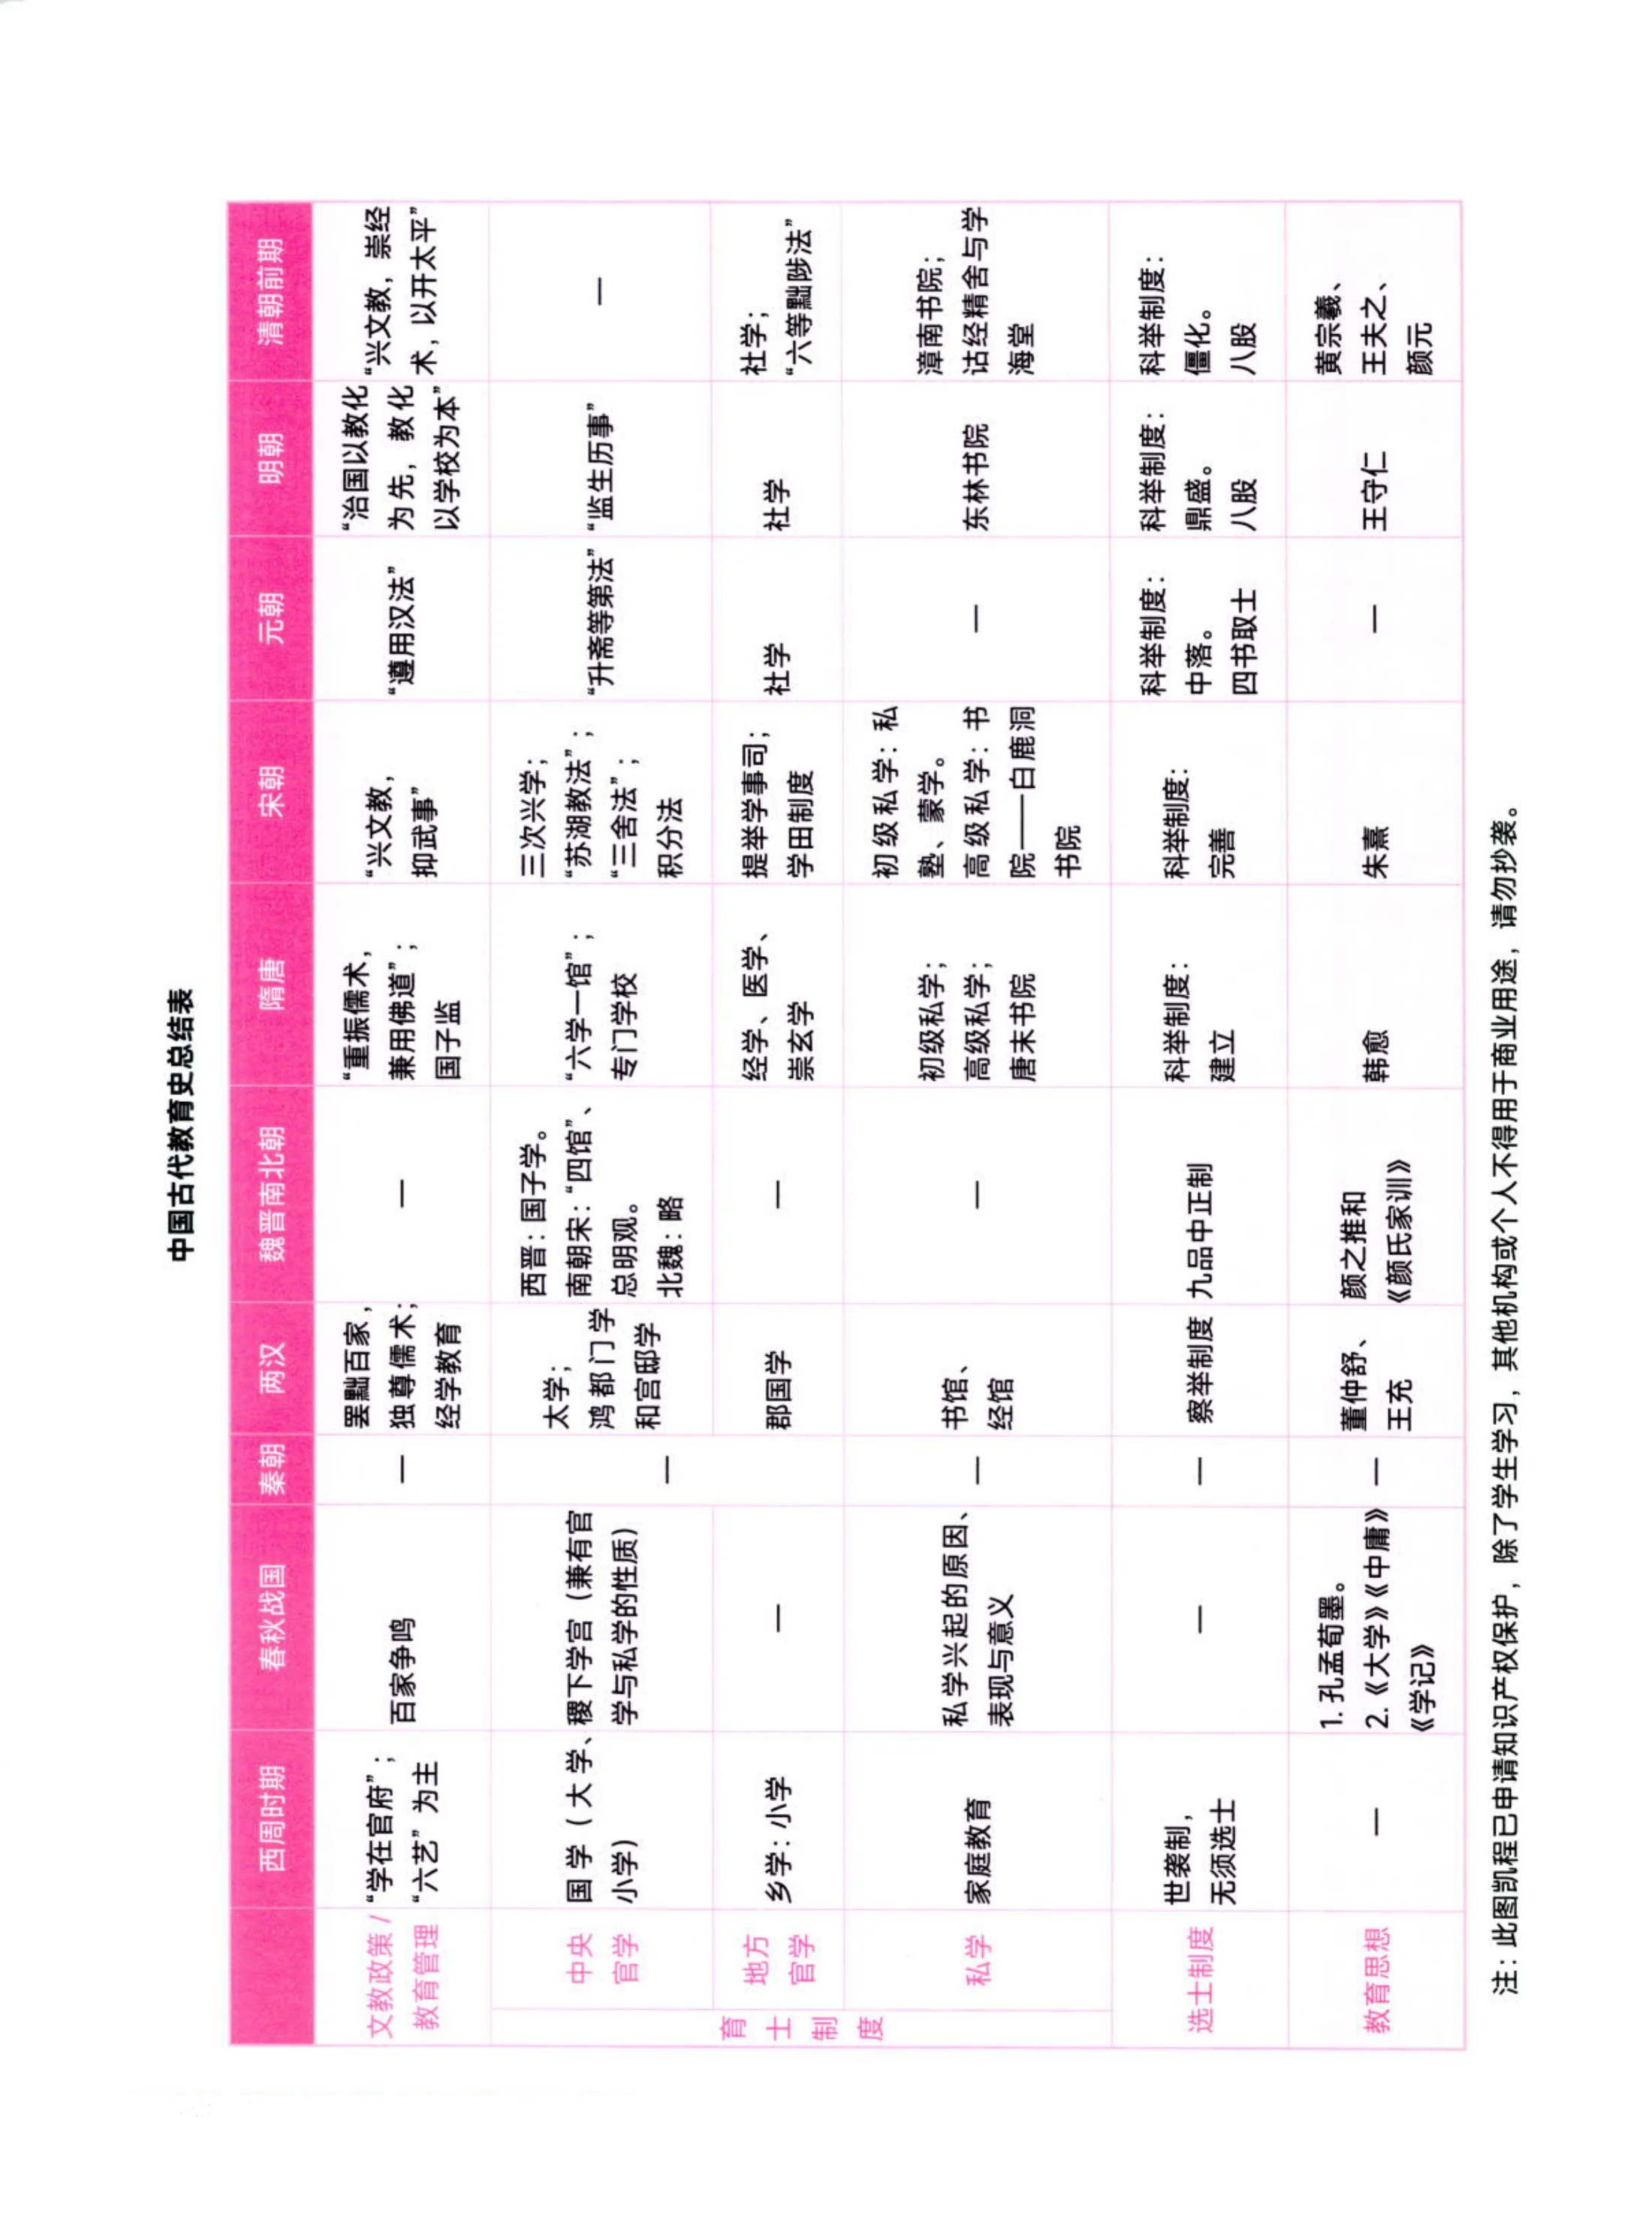 中国古代教育史总结表
西周时期
春秋战国
秦朝
两汉
魏晋南北朝
隋唐
宋朝
元朝
明朝
清朝前期
文教政策/
教育管理
“学在官府”；
“六艺”为主
百家争鸣
—
罢黜百家，
独尊儒术；
经学教育
—
“重振儒术，
兼用佛道”；
国子监
“兴文教，
抑武事”
“遵用汉法”
“治国以教化
为先，教化
以学校为本”
“兴文教，崇经
术，以开太平”
育士制度
中央
官学
国学（大学、
小学）
稷下学宫（兼有官
学与私学的性质）
—
太学；
鸿都门学
和宫邸学
西晋：国子学。
南朝宋：“四馆”、
总明观。
北魏：略
“六学一馆”；
专门学校
三次兴学；
“苏湖教法”；
“三舍法”；
积分法
“升斋等第法”
“监生历事”
—
地方
官学
乡学：小学
—
郡国学
—
经学、医学、
崇玄学
提举学事司；
学田制度
社学
社学
社学；
“六等黜陟法”
私学
家庭教育
私学兴起的原因、
表现与意义
—
书馆、
经馆
—
初级私学；
高级私学；
唐末书院
初级私学：私
塾、蒙学。
高级私学：书
院——白鹿洞
书院
—
东林书院
漳南书院；
诂经精舍与学
海堂
选士制度
世袭制，
无须选士
—
—
察举制度
九品中正制
科举制度：
建立
科举制度：
完善
科举制度：
中落。
四书取士
科举制度：
鼎盛。
八股
科举制度：
僵化。
八股
教育思想
—
1. 孔孟荀墨。
2.《大学》《中庸》
《学记》
—
董仲舒、
王充
颜之推和
《颜氏家训》
韩愈
朱熹
—
王守仁
黄宗羲、
王夫之、
颜元
注：此图凯程已申请知识产权保护，除了学生学习，其他机构或个人不得用于商业用途，请勿抄袭。